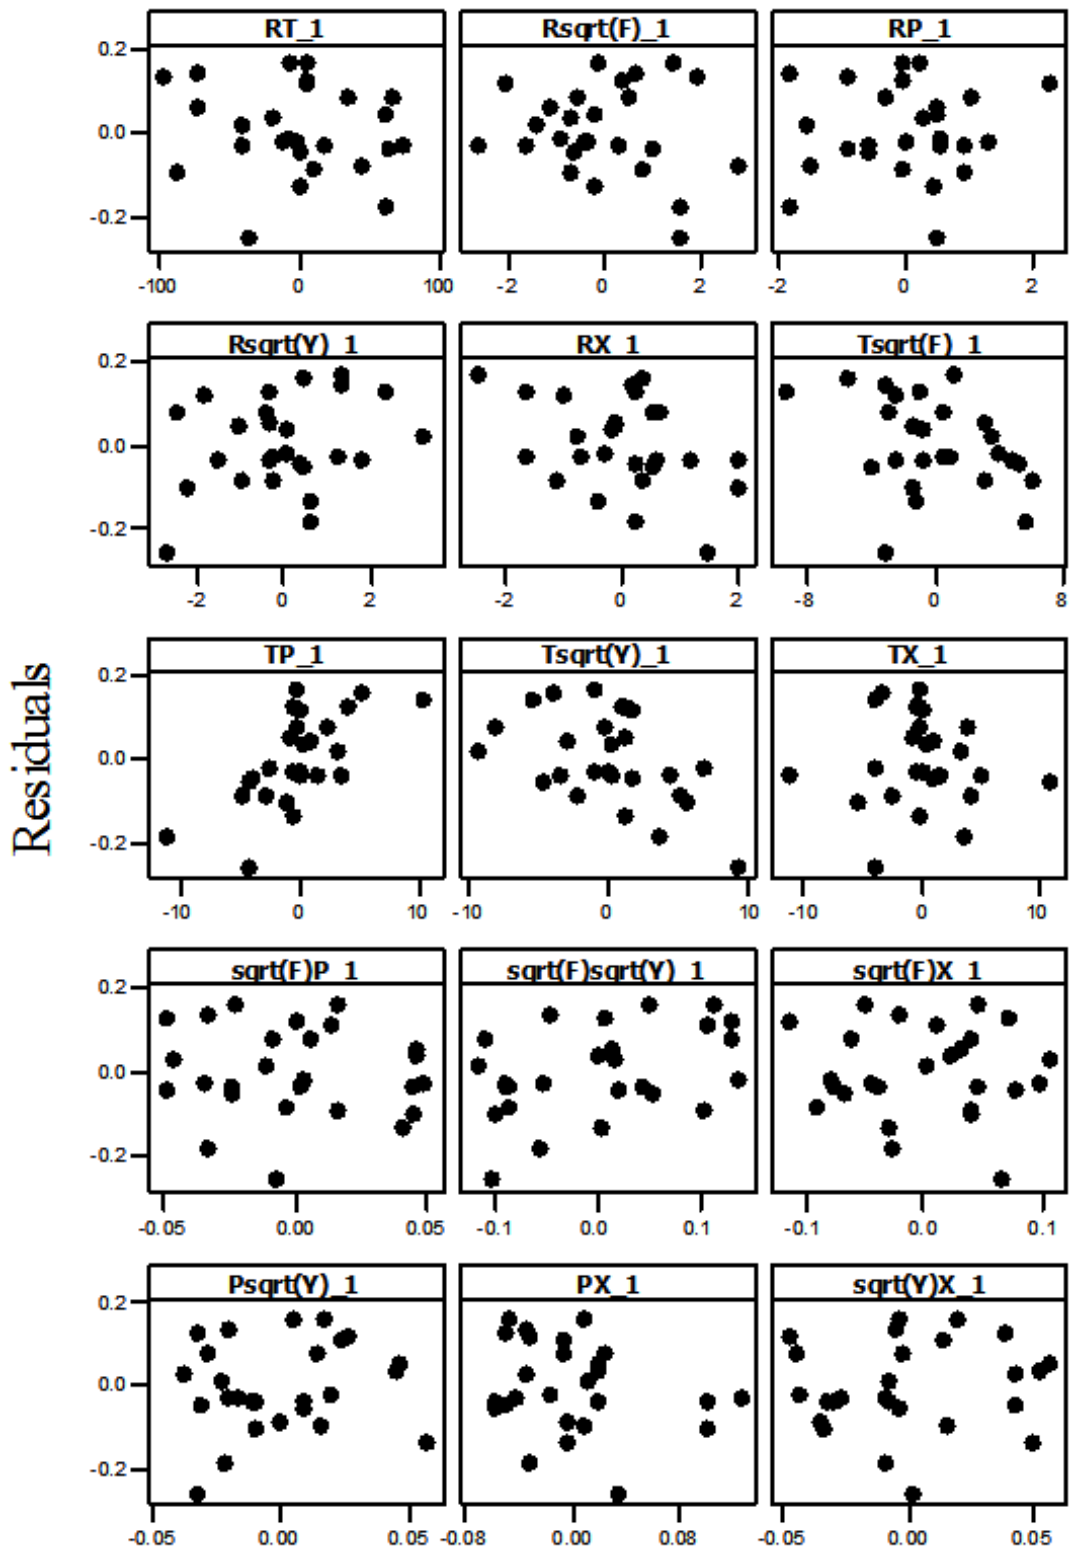 RT_1 Rsqrt(F)_1 RP_1
0.2
0.0
-0.2
-100 0 100 -2 0 2 -2 0 2
Rsqrt(Y)_1 RX_1 Tsqrt(F)_1
0.2
0.0
-0.2
-2 0 2 -2 0 2 -8 0 8
TP_1 Tsqrt(Y)_1 TX_1
0.2
0.0
-0.2
-10 0 10 -10 0 10 -10 0 10
Residuals
sqrt(F)P_1 sqrt(F)sqrt(Y)_1 sqrt(F)X_1
0.2
0.0
-0.2
-0.05 0.00 0.05 -0.1 0.0 0.1 -0.1 0.0 0.1
Psqrt(Y)_1 PX_1 sqrt(Y)X_1
0.2
0.0
-0.2
-0.05 0.00 0.05 -0.08 0.00 0.08 -0.05 0.00 0.05